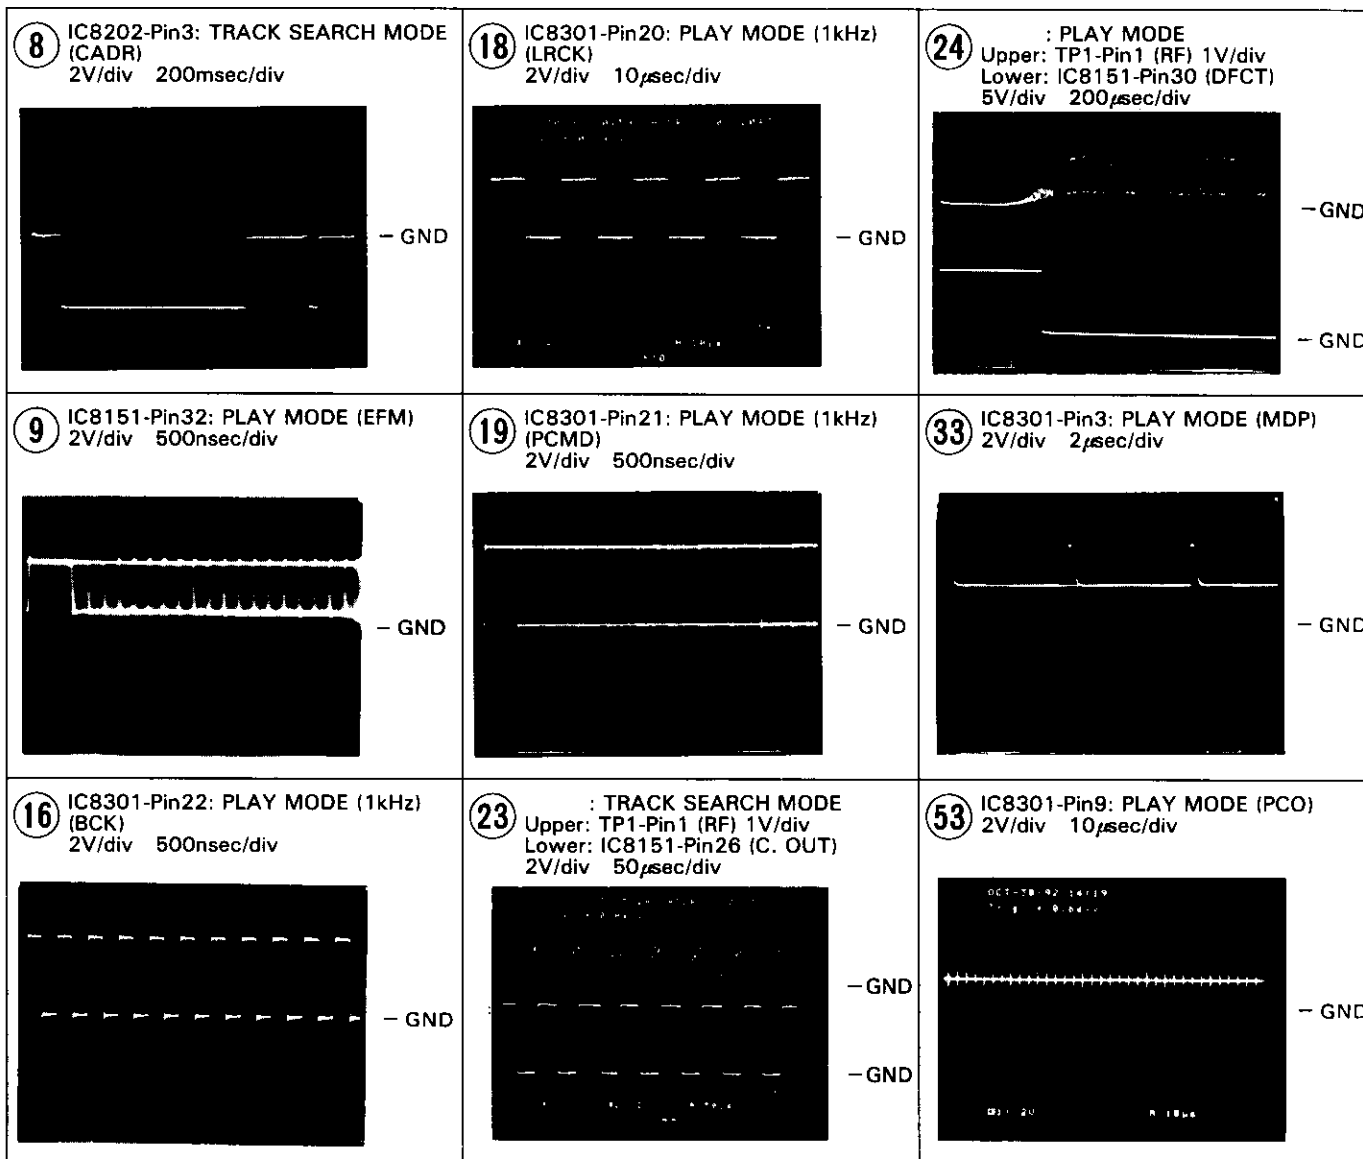 8 IC8202-Pin3: TRACK SEARCH MODE
(CADR)
2V/div 200msec/div
– GND
18 IC8301-Pin20: PLAY MODE (1kHz)
(LRCK)
2V/div 10µsec/div
– GND
24 : PLAY MODE
Upper: TP1-Pin1 (RF) 1V/div
Lower: IC8151-Pin30 (DFCT)
5V/div 200µsec/div
– GND
– GND
9 IC8151-Pin32: PLAY MODE (EFM)
2V/div 500nsec/div
– GND
19 IC8301-Pin21: PLAY MODE (1kHz)
(PCMD)
2V/div 500nsec/div
– GND
33 IC8301-Pin3: PLAY MODE (MDP)
2V/div 2µsec/div
– GND
16 IC8301-Pin22: PLAY MODE (1kHz)
(BCK)
2V/div 500nsec/div
– GND
23 : TRACK SEARCH MODE
Upper: TP1-Pin1 (RF) 1V/div
Lower: IC8151-Pin26 (C. OUT)
2V/div 50µsec/div
– GND
– GND
53 IC8301-Pin9: PLAY MODE (PCO)
2V/div 10µsec/div
OCT-30-92 14:19
– GND